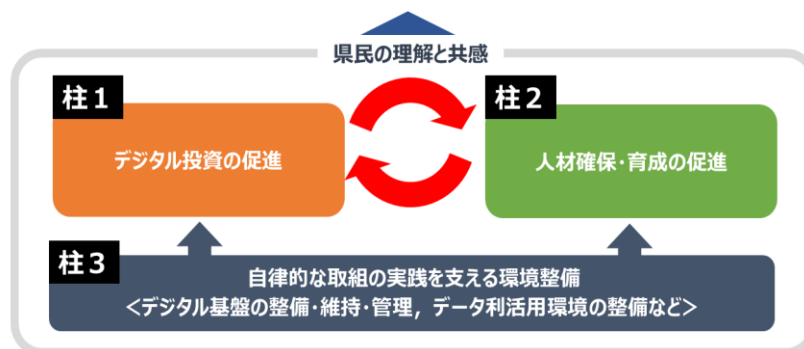 県民の理解と共感
柱1
柱2
デジタル投資の促進
人材確保・育成の促進
柱3
自律的な取組の実践を支える環境整備
<デジタル基盤の整備・維持・管理, データ利活用環境の整備など>